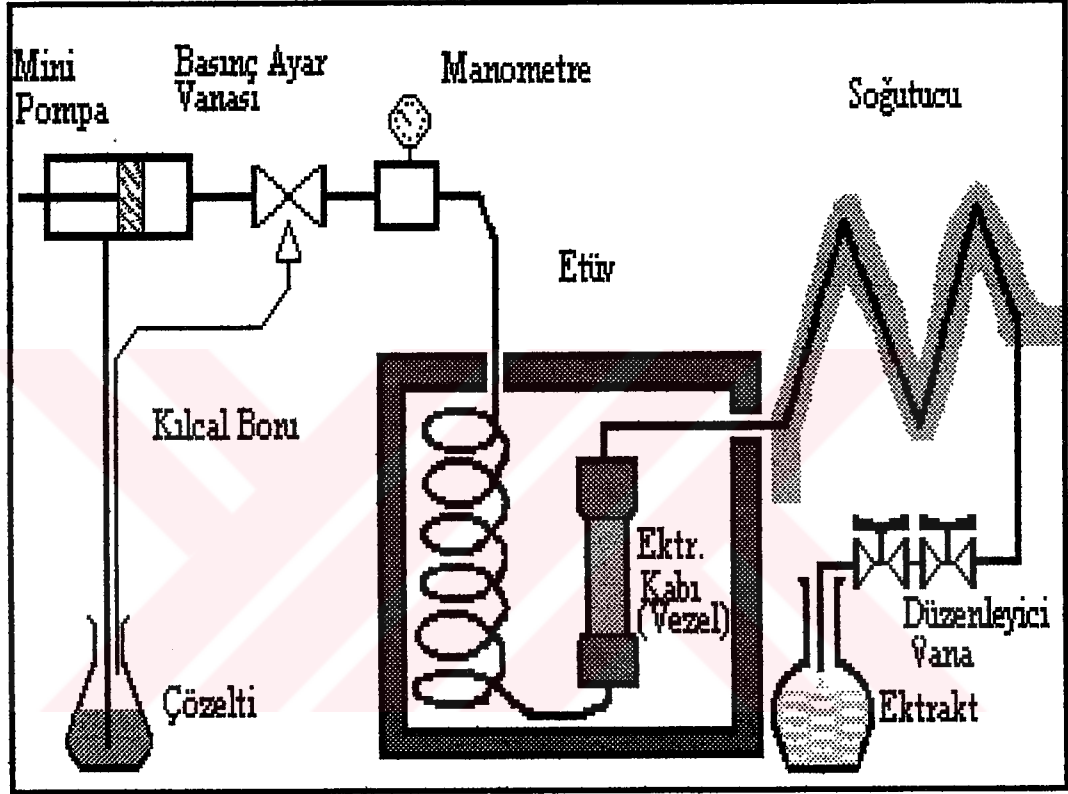 Mini
Pompa
Basınç Ayar
Vanası
Manometre
Soğutucu
Etüv
Kılcal Boru
Ektr.
Kabı
(Vezel)
Düzenleyici
Vana
Çözelti
Ektrakt